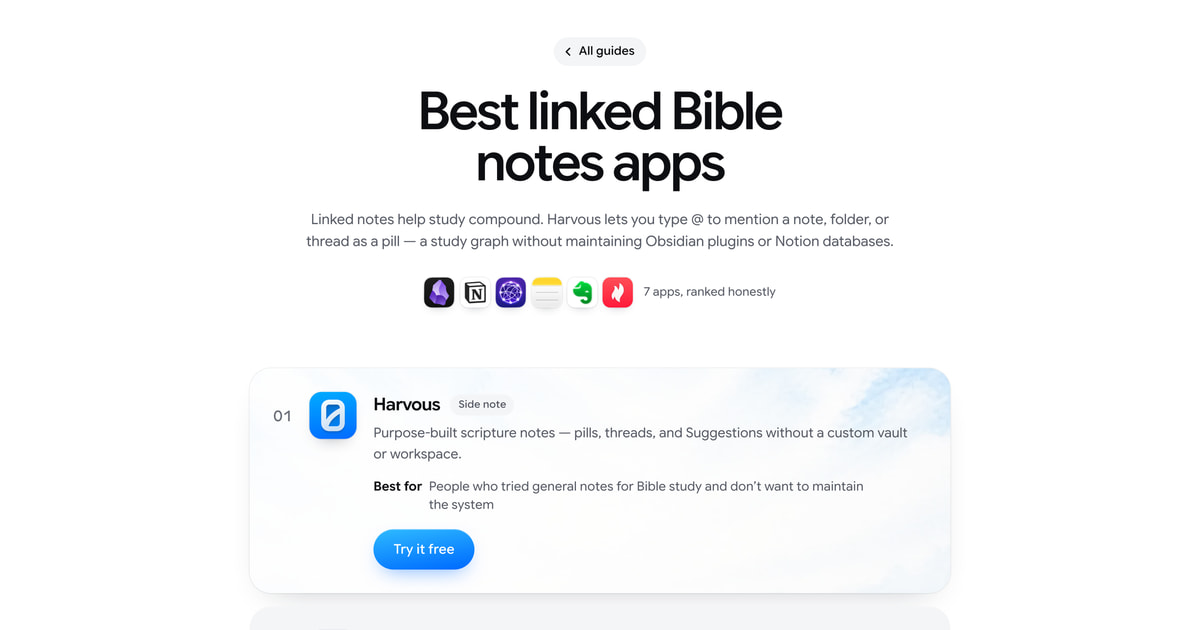 All guides
Best linked Bible
notes apps
Linked notes help study compound. Harvous lets you type @ to mention a note, folder, or
thread as a pill — a study graph without maintaining Obsidian plugins or Notion databases.
7 apps, ranked honestly
01
Harvous
Side note
Purpose-built scripture notes — pills, threads, and Suggestions without a custom vault
or workspace.
Best for People who tried general notes for Bible study and don’t want to maintain
the system
Try it free